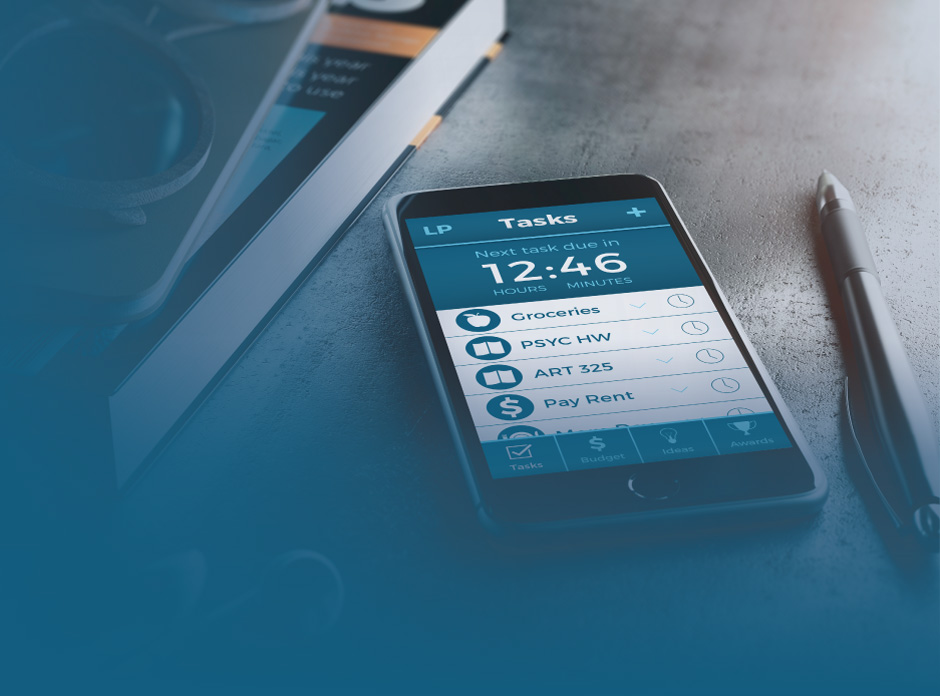 year
year
to use
LP Tasks +
Next task due in
12:46
HOURS MINUTES
Groceries
PSYC HW
ART 325
Pay Rent
Tasks Budget Ideas Awards